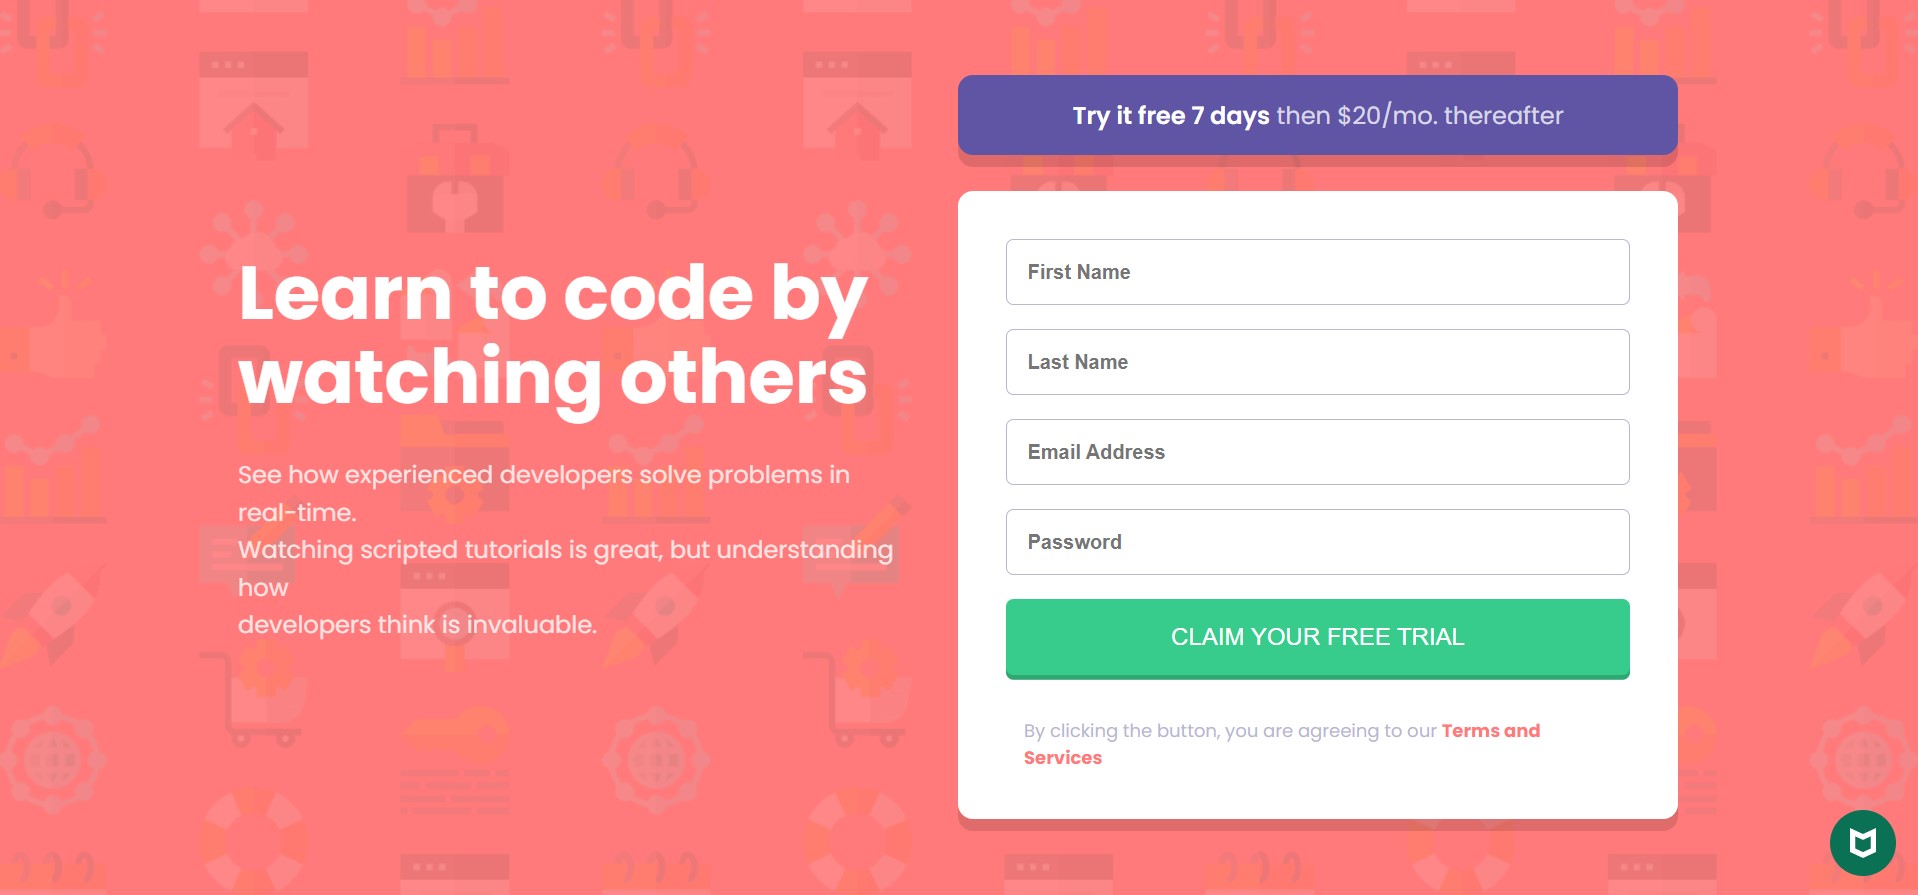 Try it free 7 days then $20/mo. thereafter
Learn to code by
watching others
See how experienced developers solve problems in
real-time.
Watching scripted tutorials is great, but understanding
how
developers think is invaluable.
First Name
Last Name
Email Address
Password
CLAIM YOUR FREE TRIAL
By clicking the button, you are agreeing to our Terms and
Services